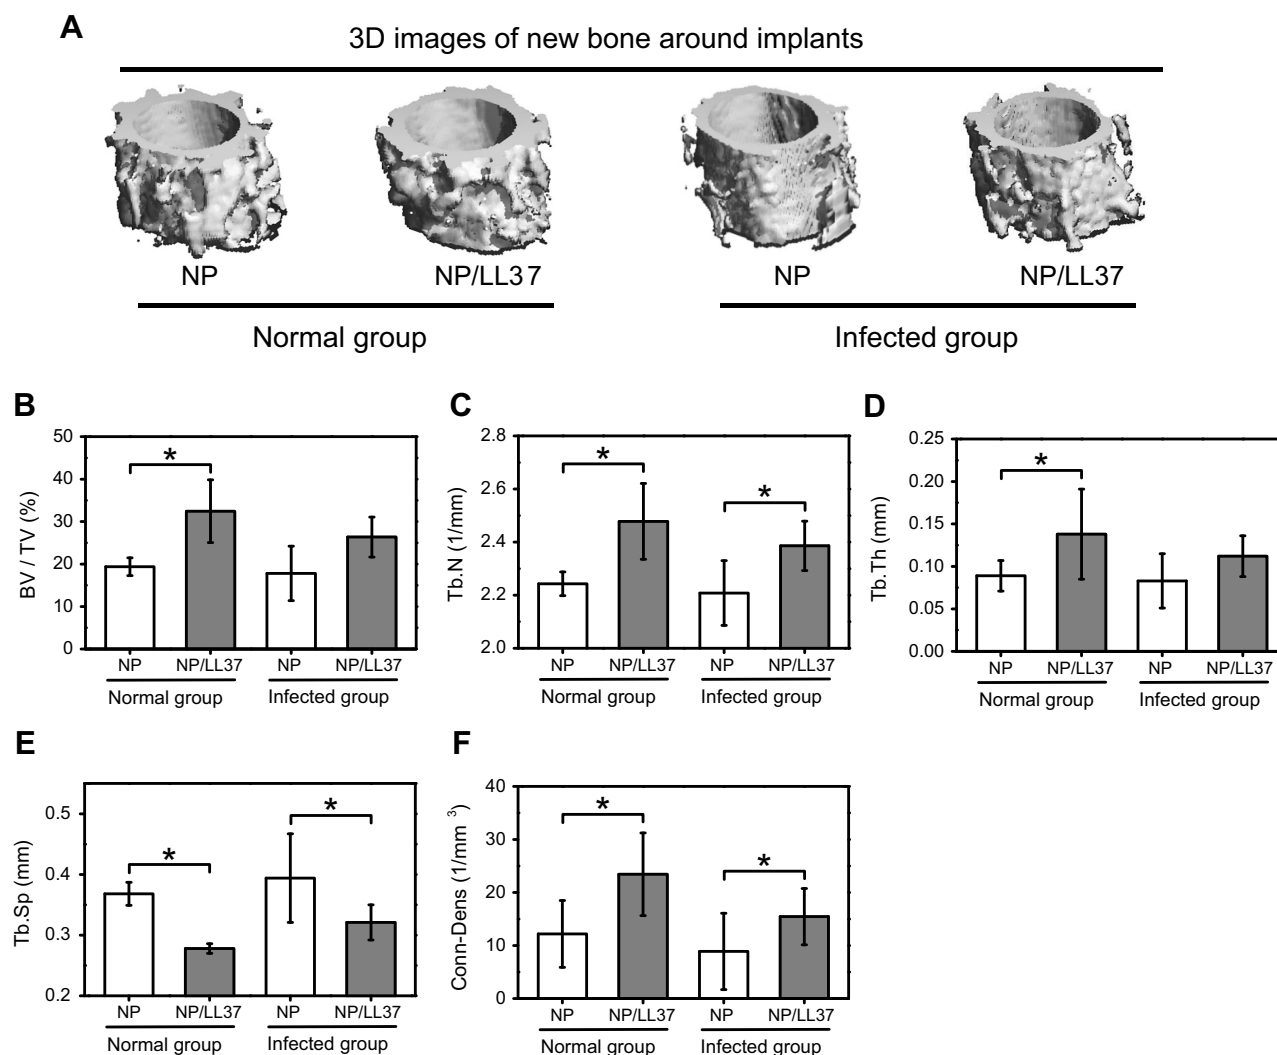 A
3D images of new bone around implants
NP NP/LL37 NP NP/LL37
Normal group Infected group
B
BV / TV (%)
50
40
30
20
10
0
*
NP NP/LL37 NP NP/LL37
Normal group Infected group
C
Tb.N (1/mm)
2.8
2.6
2.4
2.2
2.0
* *
NP NP/LL37 NP NP/LL37
Normal group Infected group
D
Tb.Th (mm)
0.25
0.20
0.15
0.10
0.05
0.00
*
NP NP/LL37 NP NP/LL37
Normal group Infected group
E
Tb.Sp (mm)
0.5
0.4
0.3
0.2
* *
NP NP/LL37 NP NP/LL37
Normal group Infected group
F
Conn-Dens (1/mm ³)
40
30
20
10
0
* *
NP NP/LL37 NP NP/LL37
Normal group Infected group